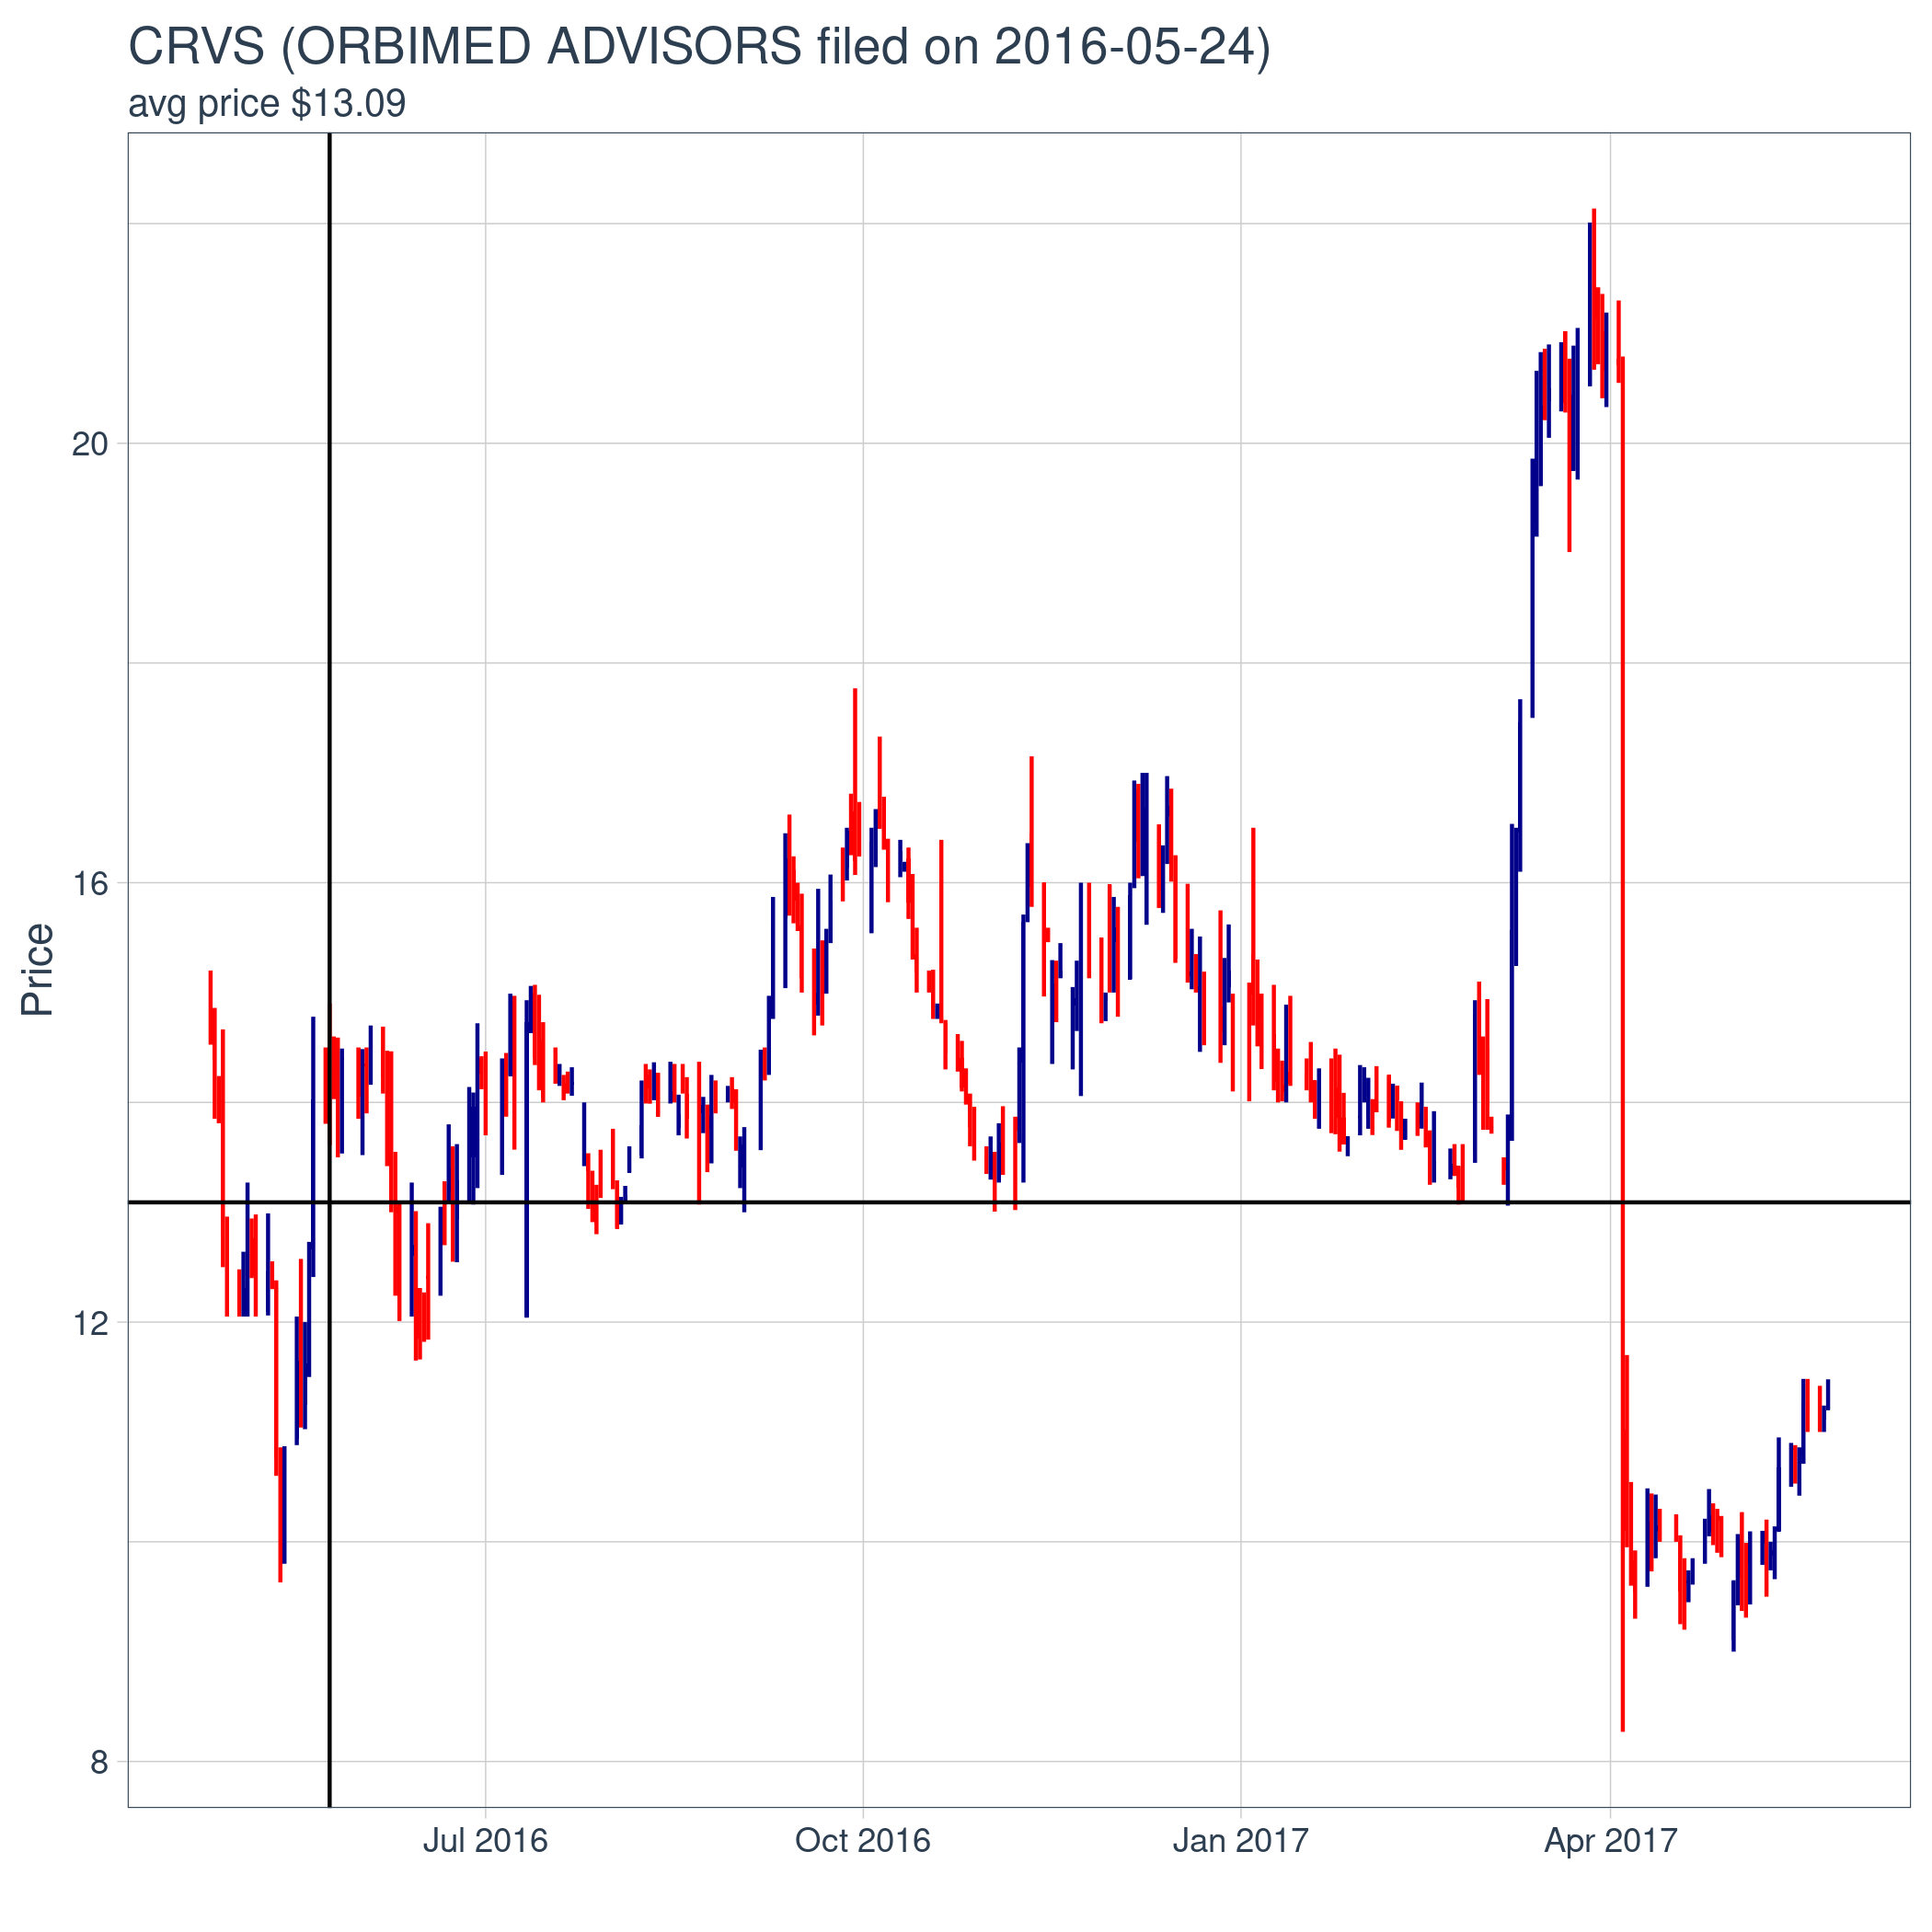 CRVS (ORBIMED ADVISORS filed on 2016-05-24)
avg price $13.09
Price
20
16
12
8
Jul 2016
Oct 2016
Jan 2017
Apr 2017